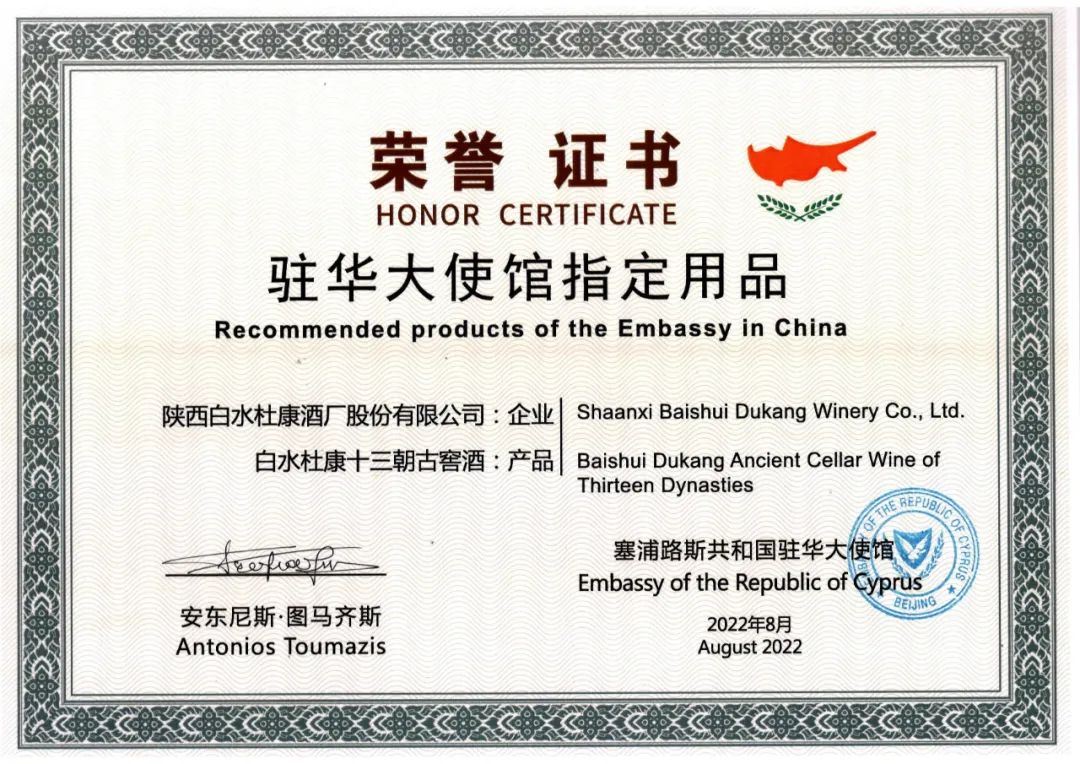 荣誉 证书
HONOR CERTIFICATE
驻华大使馆指定用品
Recommended products of the Embassy in China
陕西白水杜康酒厂股份有限公司：企业
Shaanxi Baishui Dukang Winery Co., Ltd.
白水杜康十三朝古窖酒：产品
Baishui Dukang Ancient Cellar Wine of
Thirteen Dynasties
塞浦路斯共和国驻华大使馆
Embassy of the Republic of Cyprus
EMBASSY OF THE REPUBLIC OF CYPRUS
BEIJING
安东尼斯·图马齐斯
Antonios Toumazis
2022年8月
August 2022